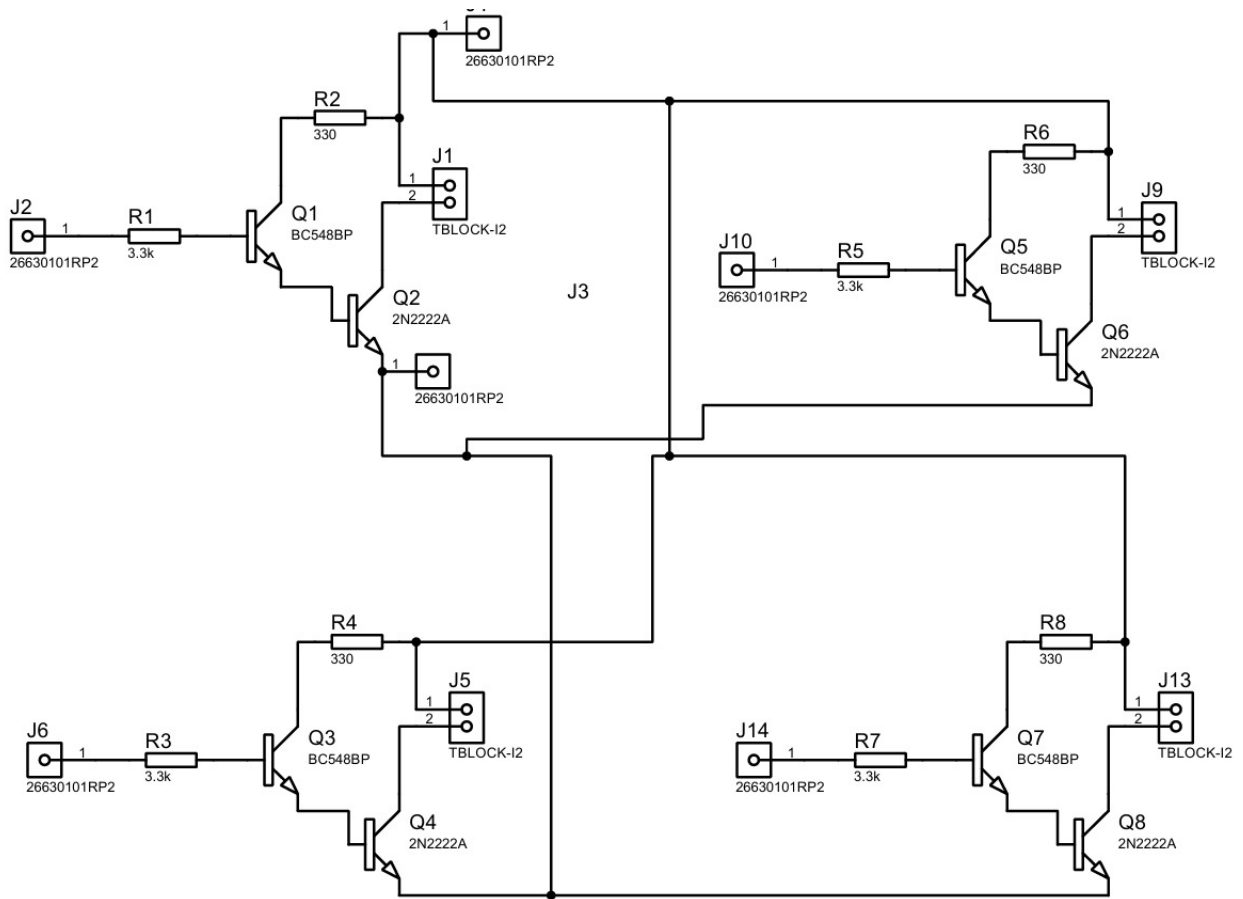 1
26630101RP2
R2
330
J1
1
2
TBLOCK-I2
J2
1
26630101RP2
R1
3.3k
Q1
BC548BP
Q2
2N2222A
1
26630101RP2
J3
R6
330
J9
1
2
TBLOCK-I2
J10
1
26630101RP2
R5
3.3k
Q5
BC548BP
Q6
2N2222A
R4
330
J5
1
2
TBLOCK-I2
J6
1
26630101RP2
R3
3.3k
Q3
BC548BP
Q4
2N2222A
R8
330
J13
1
2
TBLOCK-I2
J14
1
26630101RP2
R7
3.3k
Q7
BC548BP
Q8
2N2222A